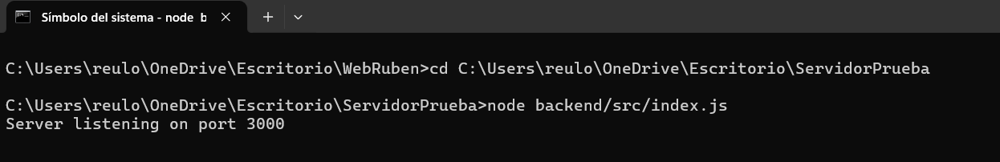 Símbolo del sistema - node b
C:\Users\reulo\OneDrive\Escritorio\WebRuben>cd C:\Users\reulo\OneDrive\Escritorio\ServidorPrueba
C:\Users\reulo\OneDrive\Escritorio\ServidorPrueba>node backend/src/index.js
Server listening on port 3000